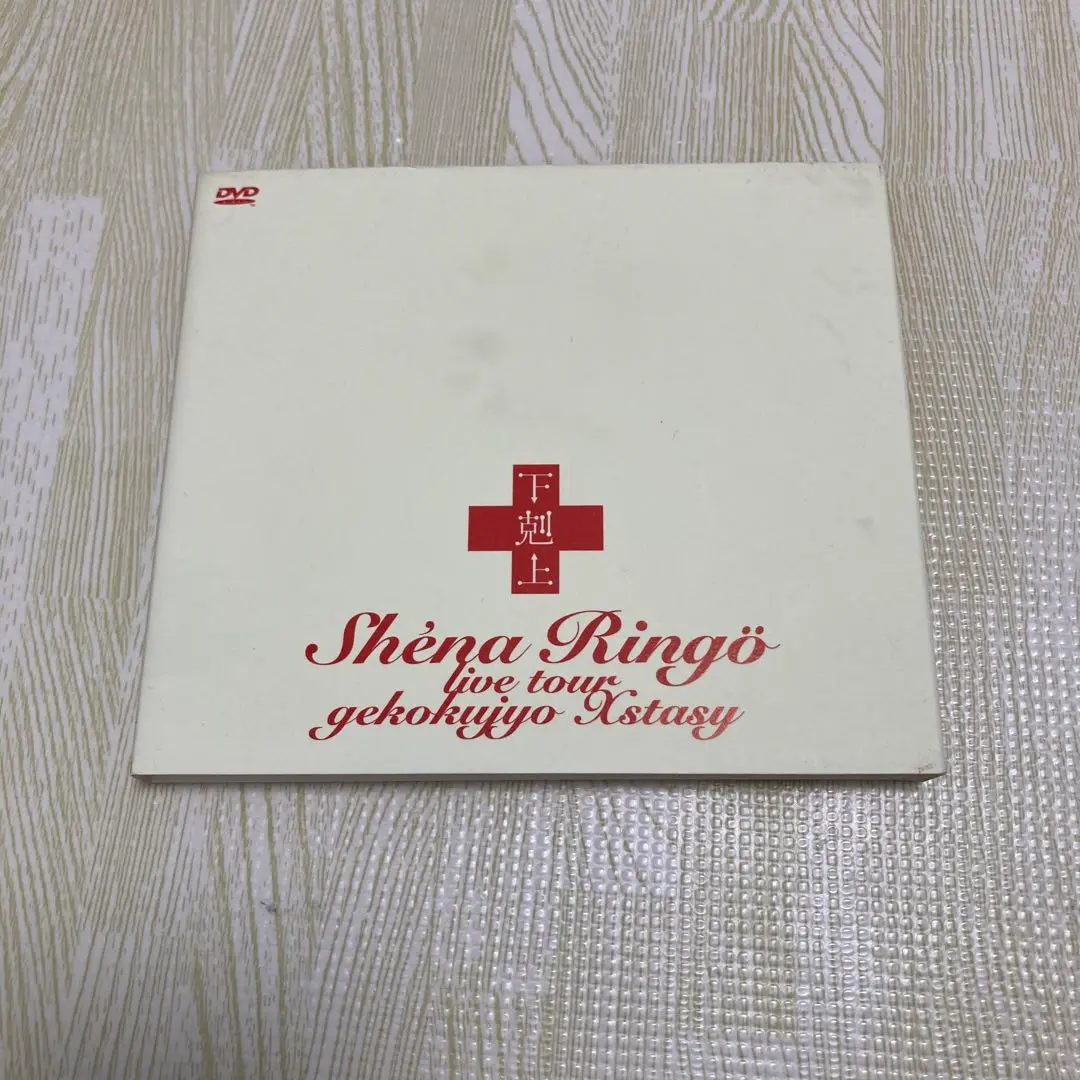 DVD
下
剋
上
Shéna Ringö
live tour
gekokujyo Xstasy